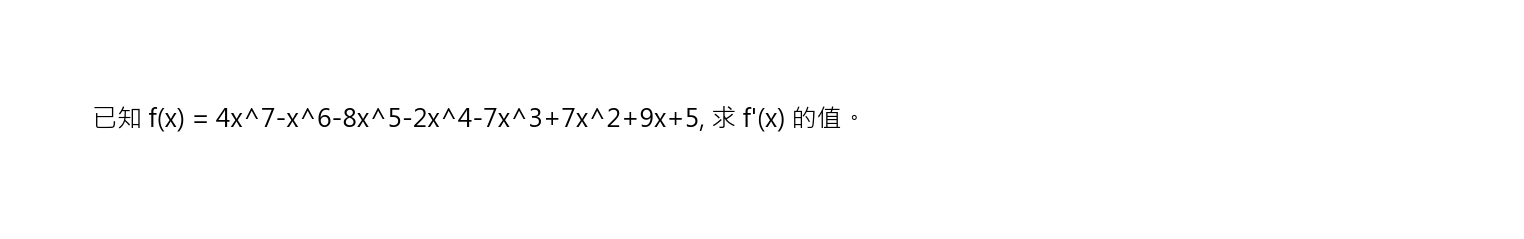 已知 f(x) = 4x^7-x^6-8x^5-2x^4-7x^3+7x^2+9x+5, 求 f'(x) 的值。